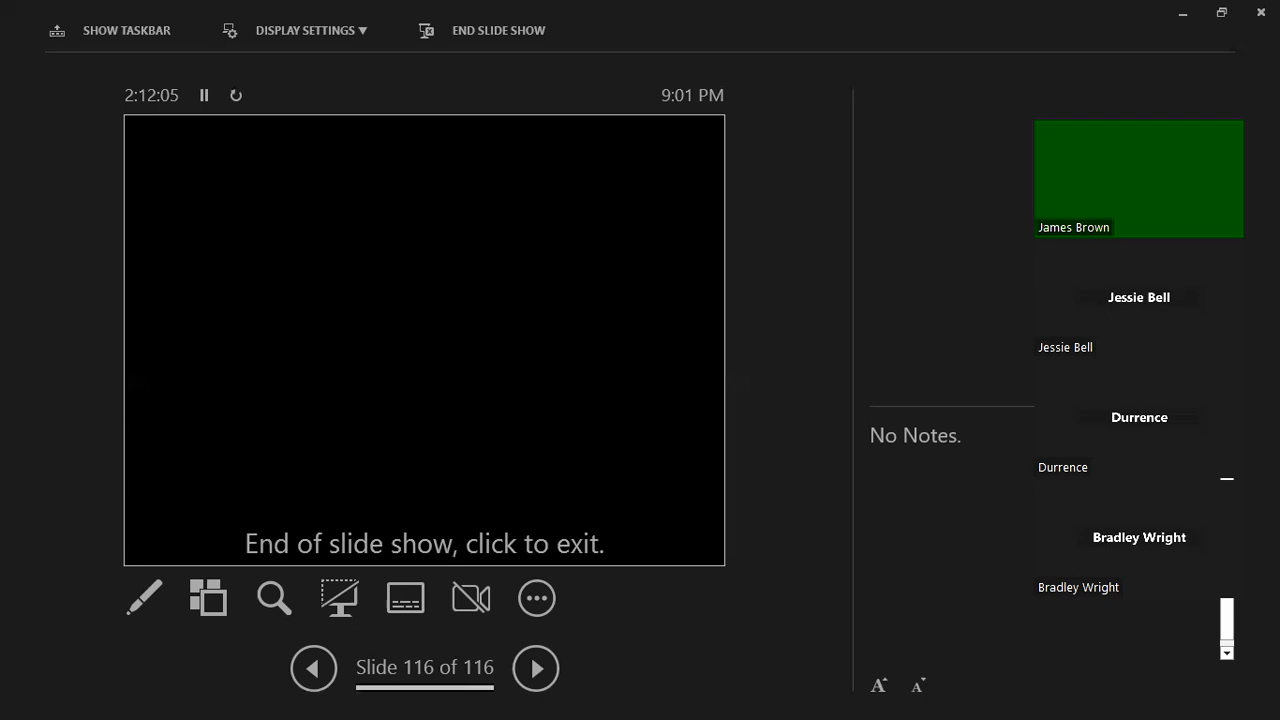 SHOW TASKBAR
DISPLAY SETTINGS ▼
END SLIDE SHOW
2:12:05
9:01 PM
End of slide show, click to exit.
Slide 116 of 116
No Notes.
A
A
James Brown
Jessie Bell
Jessie Bell
Durrence
Durrence
Bradley Wright
Bradley Wright